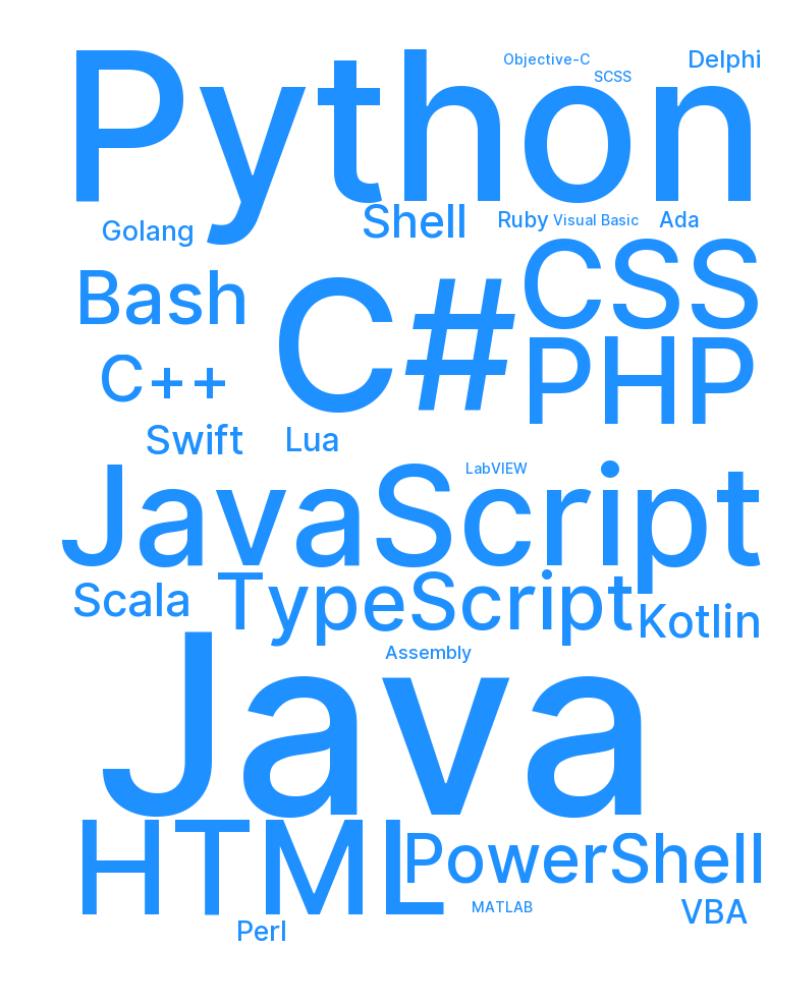 Python
Objective-C
SCSS
Delphi
Golang
Shell
Ruby
Visual Basic
Ada
Bash
C#
CSS
PHP
C++
Swift
Lua
JavaScript
LabVIEW
Scala
TypeScript
Kotlin
Assembly
Java
HTML
PowerShell
MATLAB
VBA
Perl